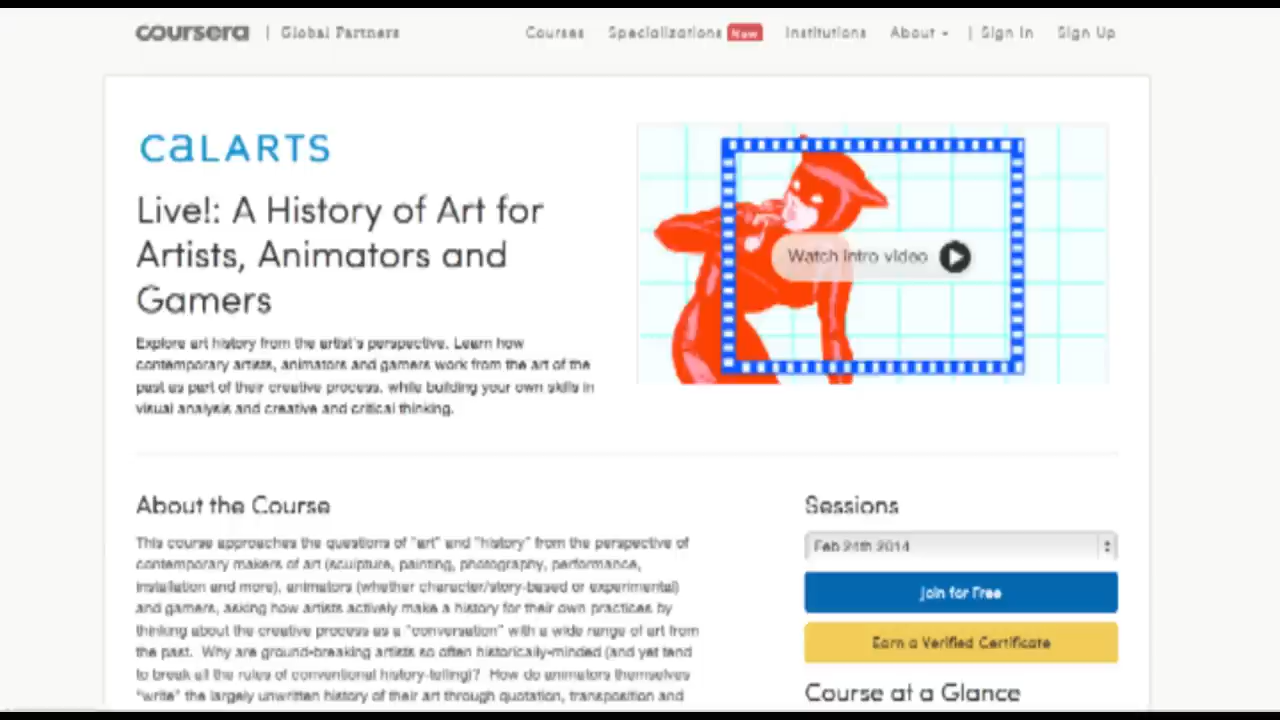 coursera | Global Partners Courses Specializations New Institutions About | Sign In Sign Up
CALARTS
Live!: A History of Art for
Artists, Animators and
Gamers
Explore art history from the artist's perspective. Learn how
contemporary artists, animators and gamers work from the art of the
past as part of their creative process, while building your own skills in
visual analysis and creative and critical thinking.
Watch intro video
About the Course
This course approaches the questions of "art" and "history" from the perspective of
contemporary makers of art (sculpture, painting, photography, performance,
installation and more), animators (whether character/story-based or experimental)
and gamers, asking how artists actively make a history for their own practices by
thinking about the creative process as a "conversation" with a wide range of art from
the past. Why are ground-breaking artists so often historically-minded (and yet tend
to break all the rules of conventional history-telling)? How do animators themselves
"write" the largely unwritten history of their art through quotation, transposition and
Sessions
Feb 24th 2014
Join for Free
Earn a Verified Certificate
Course at a Glance